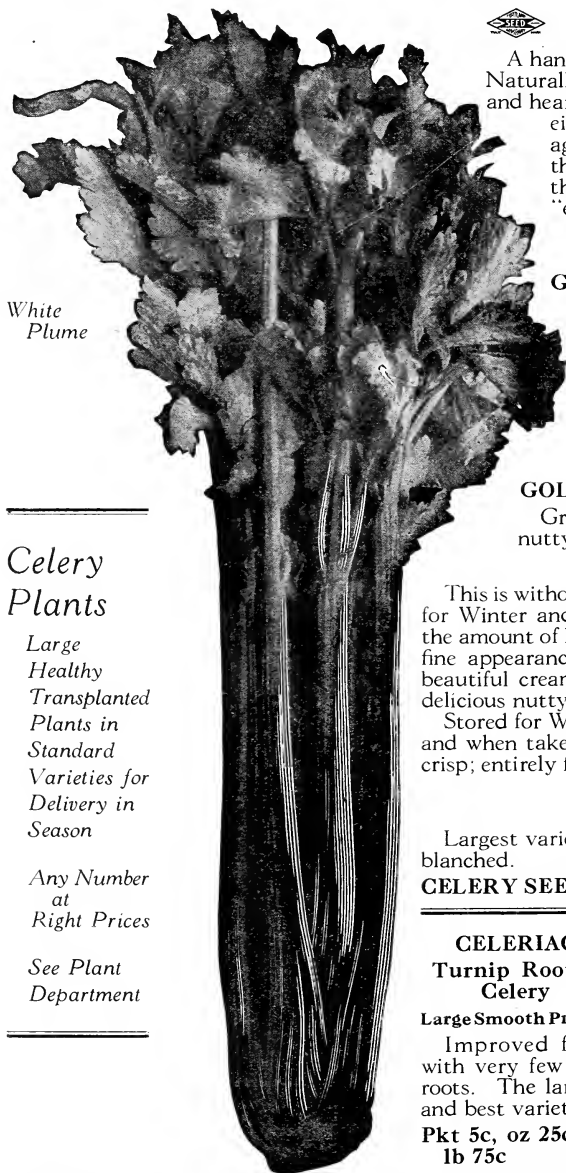 SEED
A han
Naturall
and hear
ei
ag
th
th
"e
White
Plume
G
GOL
Gr
nutty
Celery
Plants
Large
Healthy
Transplanted
Plants in
Standard
Varieties for
Delivery in
Season
Any Number
at
Right Prices
See Plant
Department
This is witho
for Winter and
the amount of
fine appearanc
beautiful crear
delicious nutty
Stored for W
and when take
crisp; entirely f
Largest varie
blanched.
CELERY SEE
CELERIAC
Turnip Roo
Celery
Large Smooth Pr
Improved f
with very few
roots. The lar
and best variet
Pkt 5c, oz 25c
lb 75c